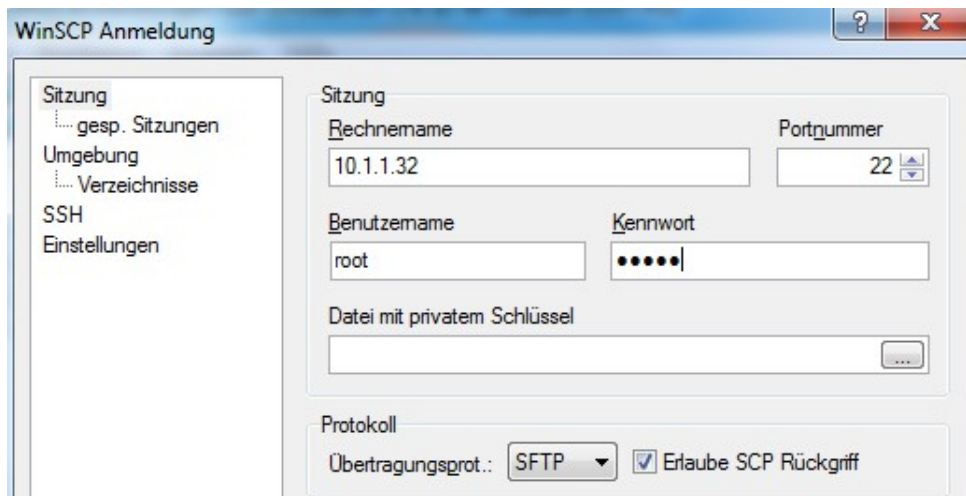 WinSCP Anmeldung
?
X
Sitzung
gesp. Sitzungen
Umgebung
Verzeichnisse
SSH
Einstellungen
Sitzung
Rechnername
Portnummer
10.1.1.32
22
Benutzername
Kennwort
root
•••••
Datei mit privatem Schlüssel
...
Protokoll
Übertragungsprot.: SFTP Erlaube SCP Rückgriff